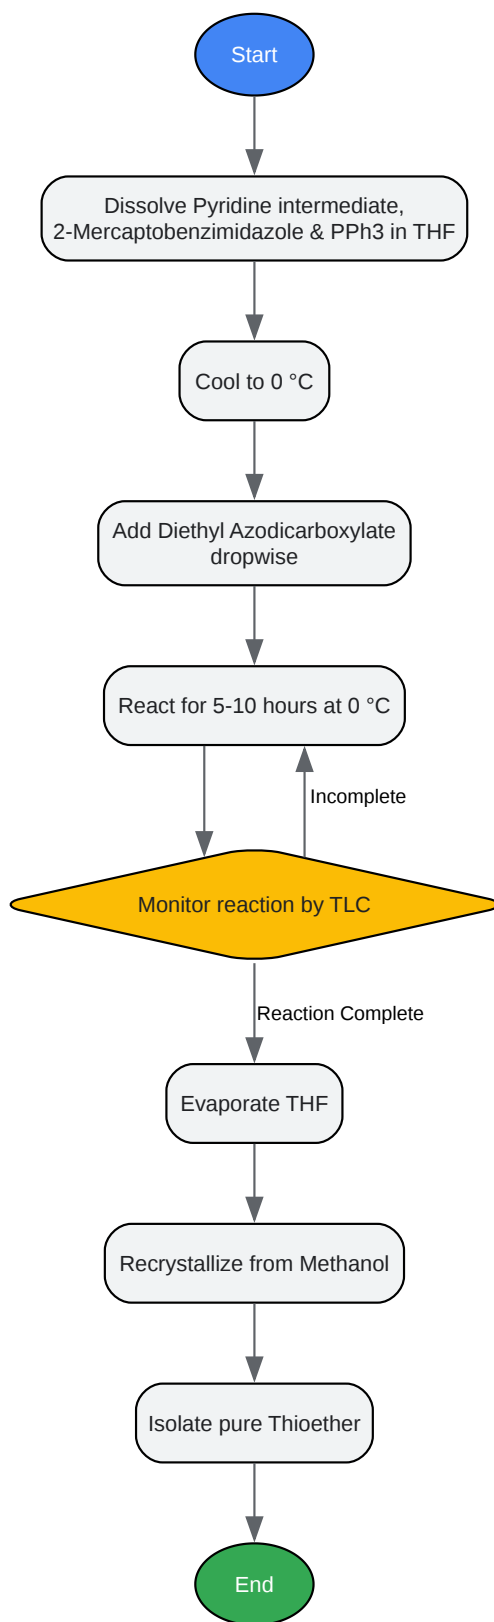 Start
Dissolve Pyridine intermediate,
2-Mercaptobenzimidazole & PPh3 in THF
Cool to 0 °C
Add Diethyl Azodicarboxylate
dropwise
React for 5-10 hours at 0 °C
Incomplete
Monitor reaction by TLC
Reaction Complete
Evaporate THF
Recrystallize from Methanol
Isolate pure Thioether
End